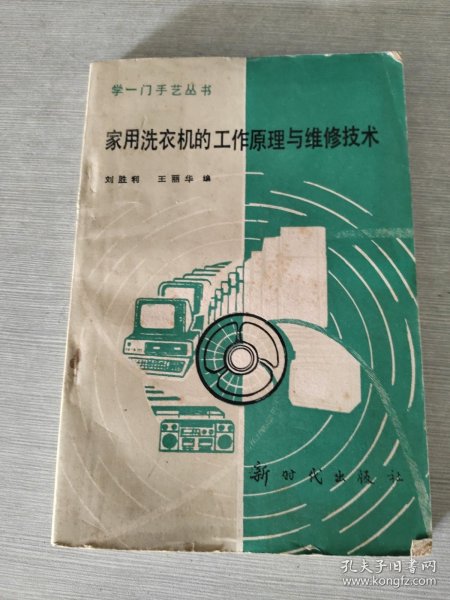 学一门手艺丛书
家用洗衣机的工作原理与维修技术
刘胜利 王丽华 编
新时代出版社
孔夫子旧书网
www.kongfz.com